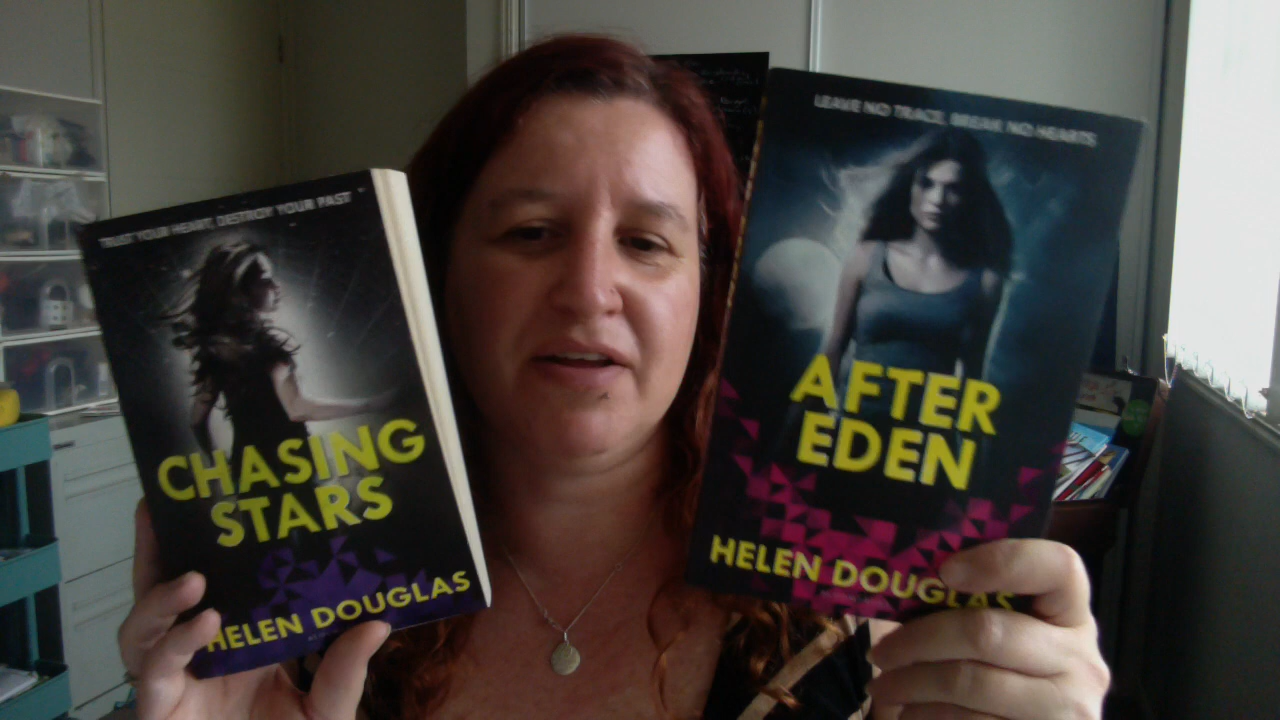 TRUST YOUR HEART, DESTROY YOUR PAST
CHASING
STARS
HELEN DOUGLAS
LEAVE NO TRACE, BREAK NO HEARTS
AFTER
EDEN
HELEN DOUGLAS